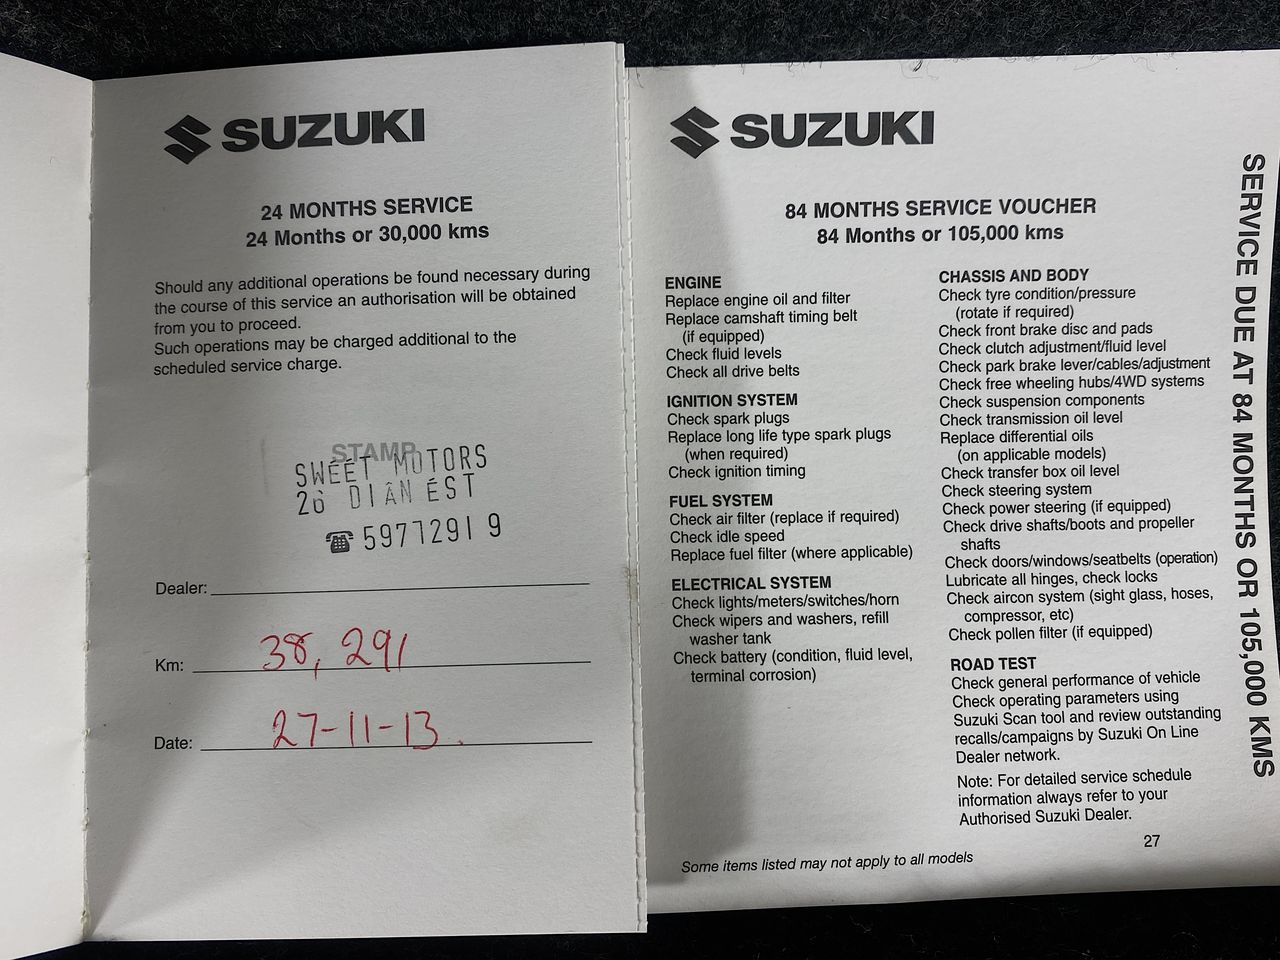 SUZUKI
24 MONTHS SERVICE
24 Months or 30,000 kms
Should any additional operations be found necessary during
the course of this service an authorisation will be obtained
from you to proceed.
Such operations may be charged additional to the
scheduled service charge.
STAMP
SWEET MOTORS
26 DIAN EST
☎ 59772919
Dealer:
Km: 38,291
Date: 27-11-13.
SUZUKI
84 MONTHS SERVICE VOUCHER
84 Months or 105,000 kms
ENGINE
Replace engine oil and filter
Replace camshaft timing belt
(if equipped)
Check fluid levels
Check all drive belts
IGNITION SYSTEM
Check spark plugs
Replace long life type spark plugs
(when required)
Check ignition timing
FUEL SYSTEM
Check air filter (replace if required)
Check idle speed
Replace fuel filter (where applicable)
ELECTRICAL SYSTEM
Check lights/meters/switches/horn
Check wipers and washers, refill
washer tank
Check battery (condition, fluid level,
terminal corrosion)
CHASSIS AND BODY
Check tyre condition/pressure
(rotate if required)
Check front brake disc and pads
Check clutch adjustment/fluid level
Check park brake lever/cables/adjustment
Check free wheeling hubs/4WD systems
Check suspension components
Check transmission oil level
Replace differential oils
(on applicable models)
Check transfer box oil level
Check steering system
Check power steering (if equipped)
Check drive shafts/boots and propeller
shafts
Check doors/windows/seatbelts (operation)
Lubricate all hinges, check locks
Check aircon system (sight glass, hoses,
compressor, etc)
Check pollen filter (if equipped)
ROAD TEST
Check general performance of vehicle
Check operating parameters using
Suzuki Scan tool and review outstanding
recalls/campaigns by Suzuki On Line
Dealer network.
Note: For detailed service schedule
information always refer to your
Authorised Suzuki Dealer.
27
Some items listed may not apply to all models
SERVICE DUE AT 84 MONTHS OR 105,000 KMS